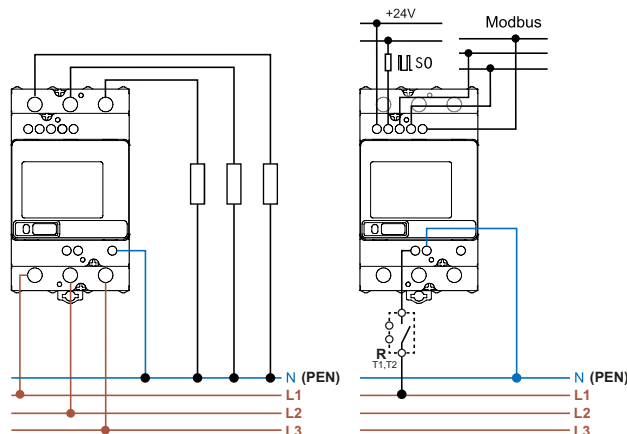 +24V
Modbus
S0
R
T1,T2
N (PEN)
L1
L2
L3
N (PEN)
L1
L2
L3